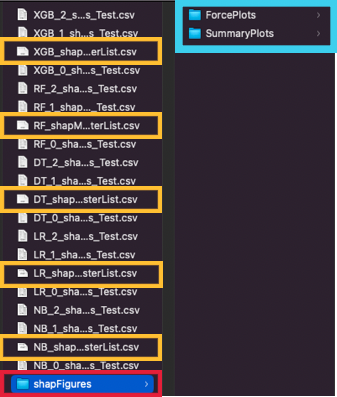 XGB_2_s...s_Test.csv
XGB_1_sh...s_Test.csv
XGB_shap...erList.csv
XGB_0_sh...s_Test.csv
RF_2_sha...s_Test.csv
RF_1_shap..._Test.csv
RF_shapM...terList.csv
RF_0_sha...s_Test.csv
DT_2_sha...s_Test.csv
DT_1_sha...s_Test.csv
DT_shap...sterList.csv
DT_0_sha...s_Test.csv
LR_2_sha...s_Test.csv
LR_1_sha...s_Test.csv
LR_shap...sterList.csv
LR_0_sha...s_Test.csv
NB_2_sha...s_Test.csv
NB_1_sha...s_Test.csv
NB_shap...sterList.csv
NB_0_sha...s_Test.csv
shapFigures
ForcePlots
SummaryPlots